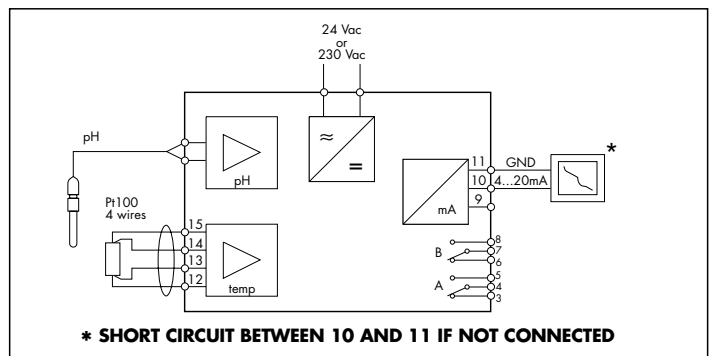 24 Vac
or
230 Vac
pH
pH
≈
=
Pt100
4 wires
15
14
13
12
temp
11 GND
10 4...20mA
9
mA
*
B
8
7
6
A
5
4
3
* SHORT CIRCUIT BETWEEN 10 AND 11 IF NOT CONNECTED